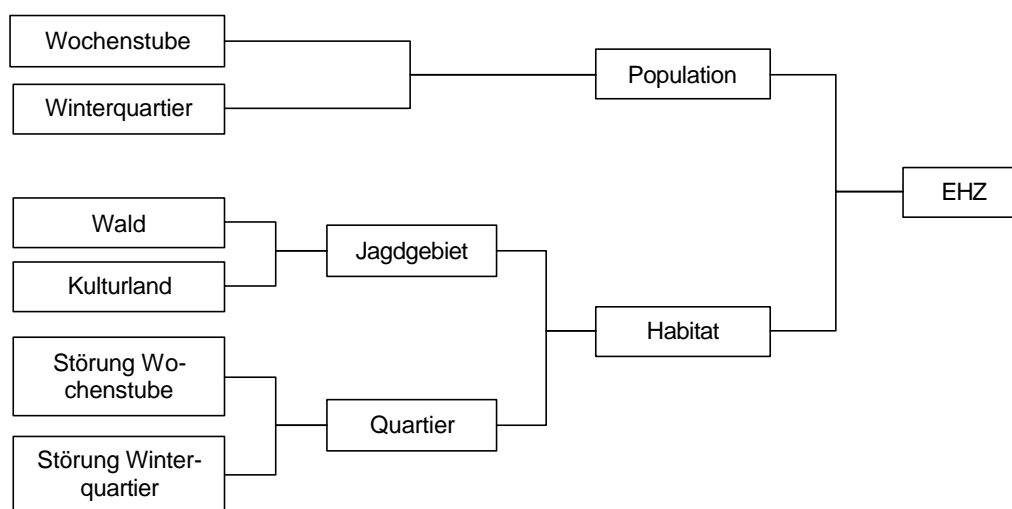 Wochenstube
Population
Winterquartier
EHZ
Wald
Jagdgebiet
Kulturland
Habitat
Störung Wo-
chenstube
Quartier
Störung Winter-
quartier